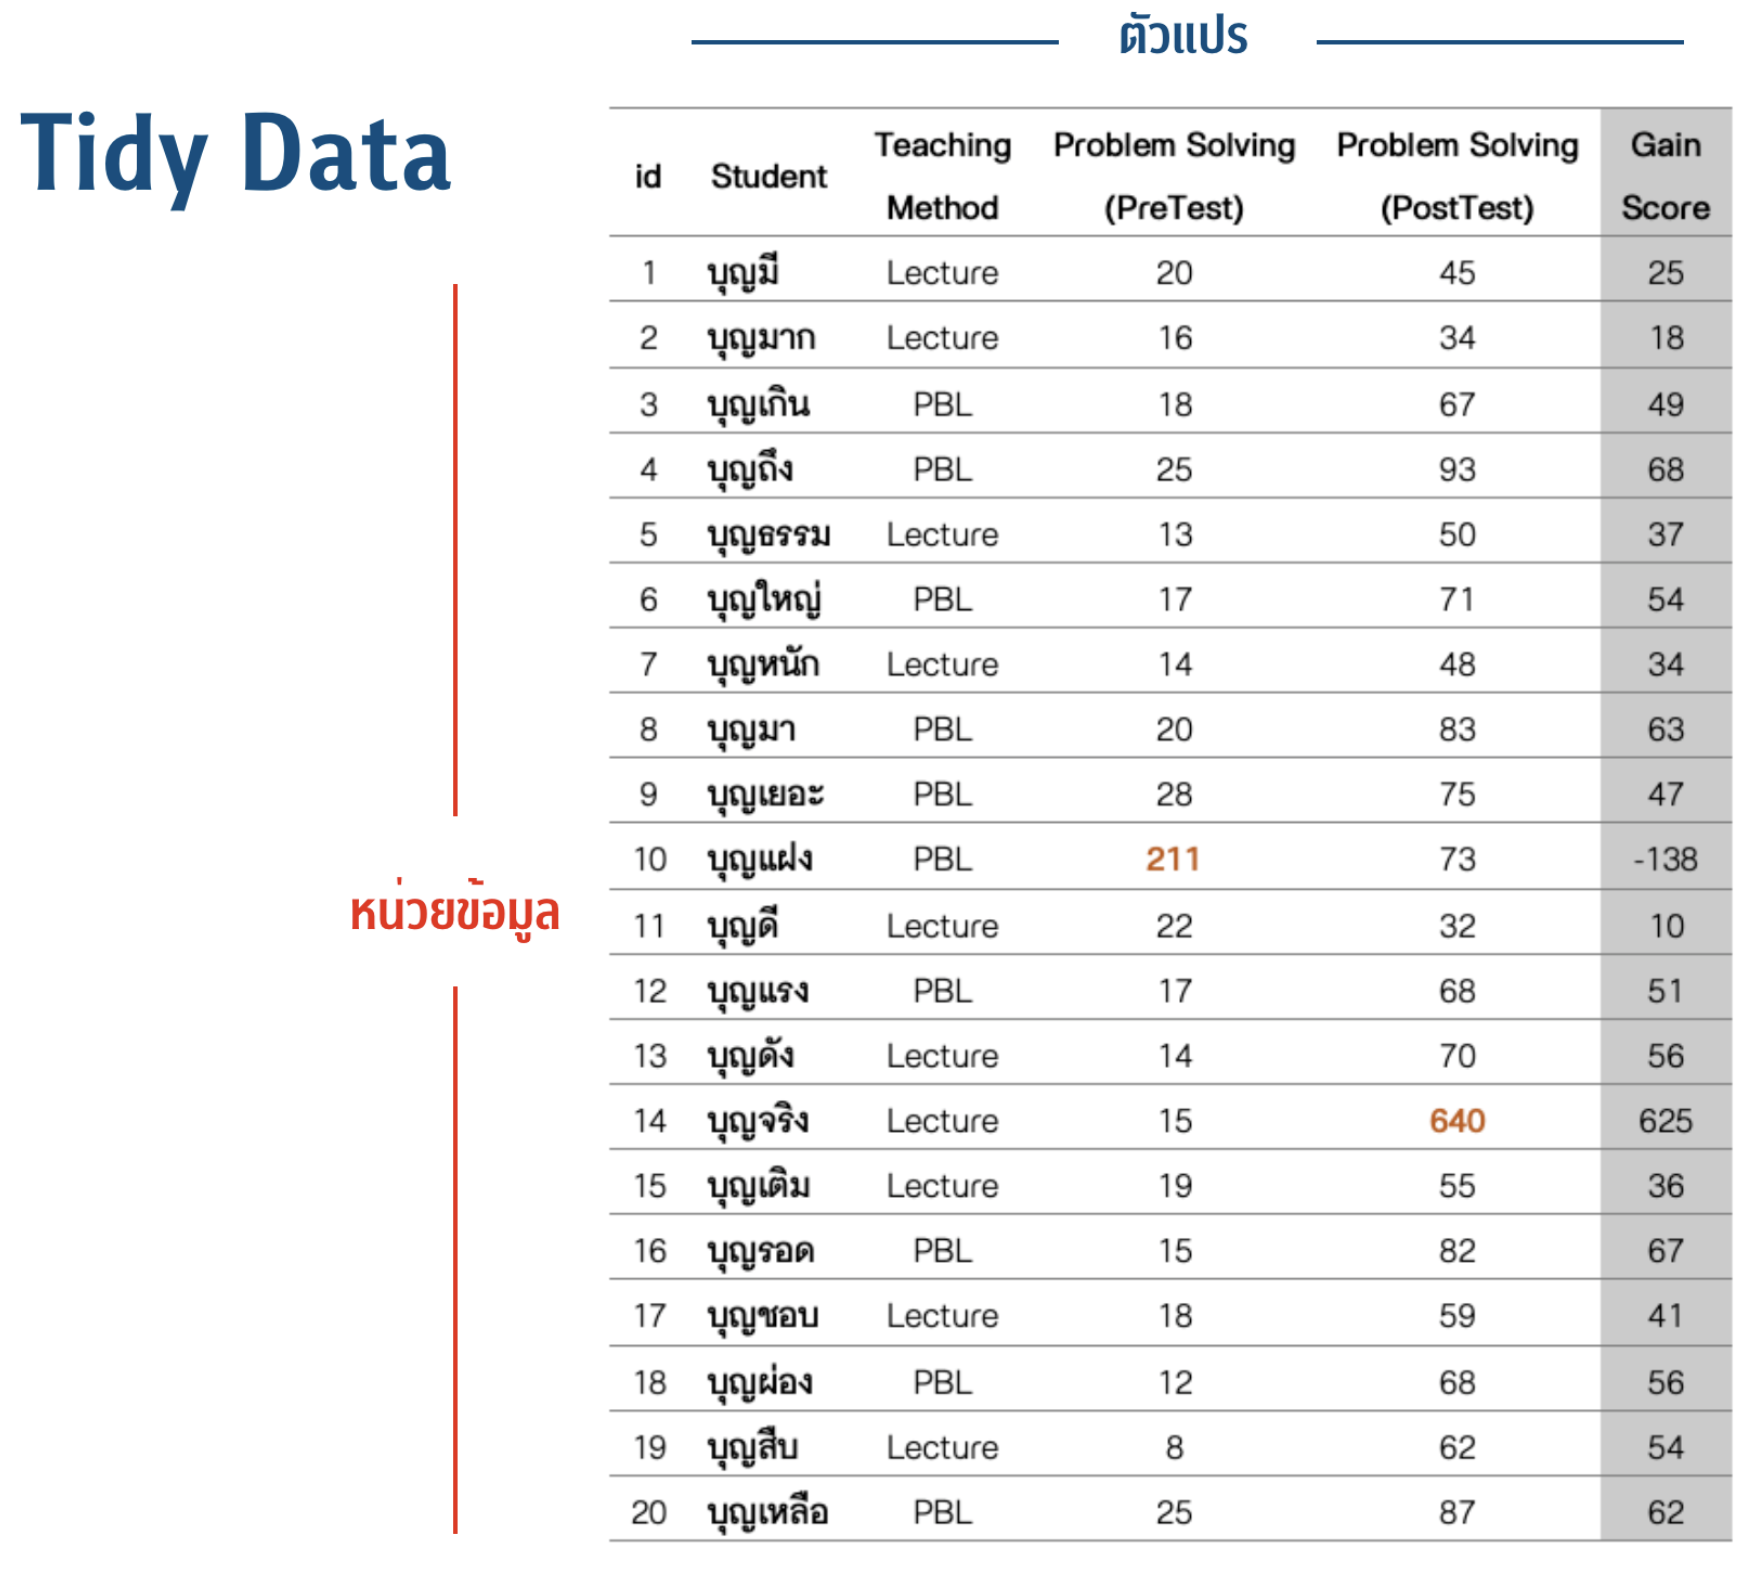 ตัวแปร
Tidy Data
id Student Teaching Method Problem Solving (PreTest) Problem Solving (PostTest) Gain Score
1 บุญมี Lecture 20 45 25
2 บุญมาก Lecture 16 34 18
3 บุญเกิน PBL 18 67 49
4 บุญถึง PBL 25 93 68
5 บุญธรรม Lecture 13 50 37
6 บุญใหญ่ PBL 17 71 54
7 บุญหนัก Lecture 14 48 34
8 บุญมา PBL 20 83 63
9 บุญเยอะ PBL 28 75 47
10 บุญแฝง PBL 211 73 -138
หน่วยข้อมูล
11 บุญดี Lecture 22 32 10
12 บุญแรง PBL 17 68 51
13 บุญดัง Lecture 14 70 56
14 บุญจริง Lecture 15 640 625
15 บุญเติม Lecture 19 55 36
16 บุญรอด PBL 15 82 67
17 บุญชอบ Lecture 18 59 41
18 บุญผ่อง PBL 12 68 56
19 บุญสืบ Lecture 8 62 54
20 บุญเหลือ PBL 25 87 62